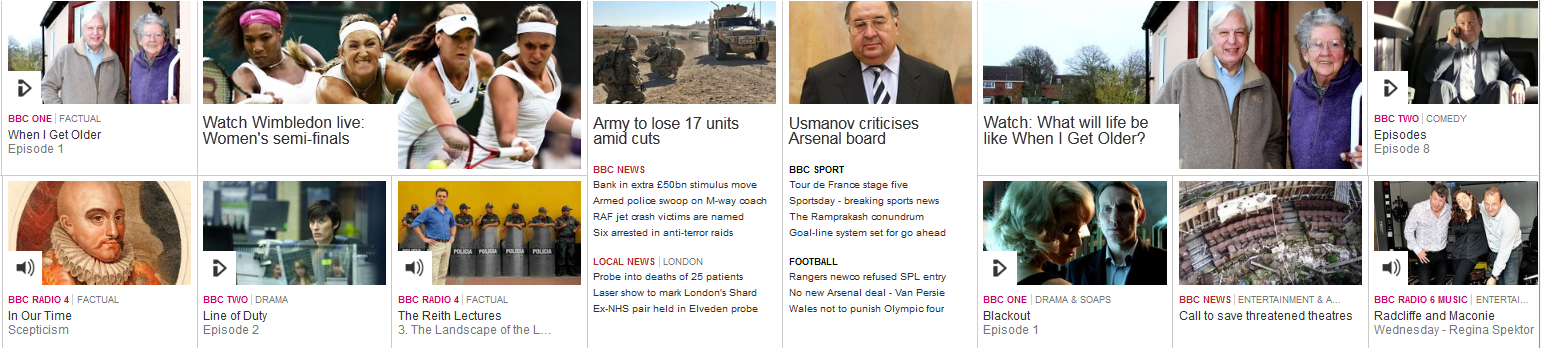 BBC ONE | FACTUAL
When I Get Older
Episode 1
Watch Wimbledon live:
Women's semi-finals
BBC RADIO 4 | FACTUAL
In Our Time
Scepticism
BBC TWO | DRAMA
Line of Duty
Episode 2
POLICIA POLICIA POLICIA POLICIA
BBC RADIO 4 | FACTUAL
The Reith Lectures
3. The Landscape of the L...
Army to lose 17 units
amid cuts
BBC NEWS
Bank in extra £50bn stimulus move
Armed police swoop on M-way coach
RAF jet crash victims are named
Six arrested in anti-terror raids
LOCAL NEWS | LONDON
Probe into deaths of 25 patients
Laser show to mark London's Shard
Ex-NHS pair held in Elveden probe
Usmanov criticises
Arsenal board
BBC SPORT
Tour de France stage five
Sportsday - breaking sports news
The Ramprakash conundrum
Goal-line system set for go ahead
FOOTBALL
Rangers newco refused SPL entry
No new Arsenal deal - Van Persie
Wales not to punish Olympic four
Watch: What will life be
like When I Get Older?
BBC TWO | COMEDY
Episodes
Episode 8
BBC ONE | DRAMA & SOAPS
Blackout
Episode 1
BBC NEWS | ENTERTAINMENT & A...
Call to save threatened theatres
BBC RADIO 6 MUSIC | ENTERTAI...
Radcliffe and Maconie
Wednesday - Regina Spektor